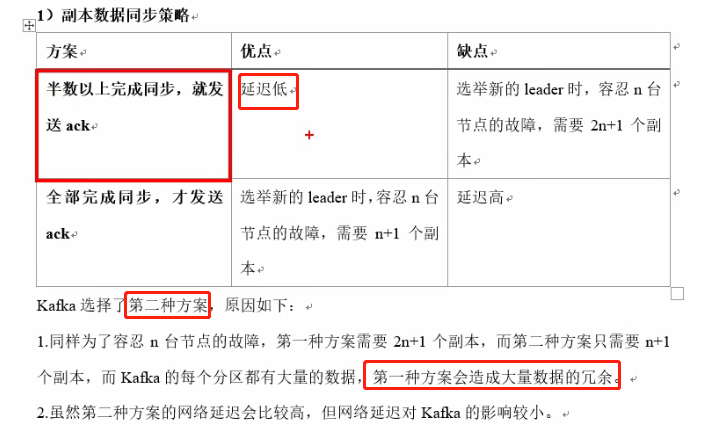 1）副本数据同步策略
方案 优点 缺点
半数以上完成同步，就发
送 ack
延迟低
选举新的 leader 时，容忍 n 台
节点的故障，需要 2n+1 个副
本
全部完成同步，才发送
ack
选举新的 leader 时，容忍 n 台
节点的故障，需要 n+1 个副
本
延迟高
Kafka 选择了第二种方案，原因如下：
1.同样为了容忍 n 台节点的故障，第一种方案需要 2n+1 个副本，而第二种方案只需要 n+1
个副本，而 Kafka 的每个分区都有大量的数据，第一种方案会造成大量数据的冗余。
2.虽然第二种方案的网络延迟会比较高，但网络延迟对 Kafka 的影响较小。